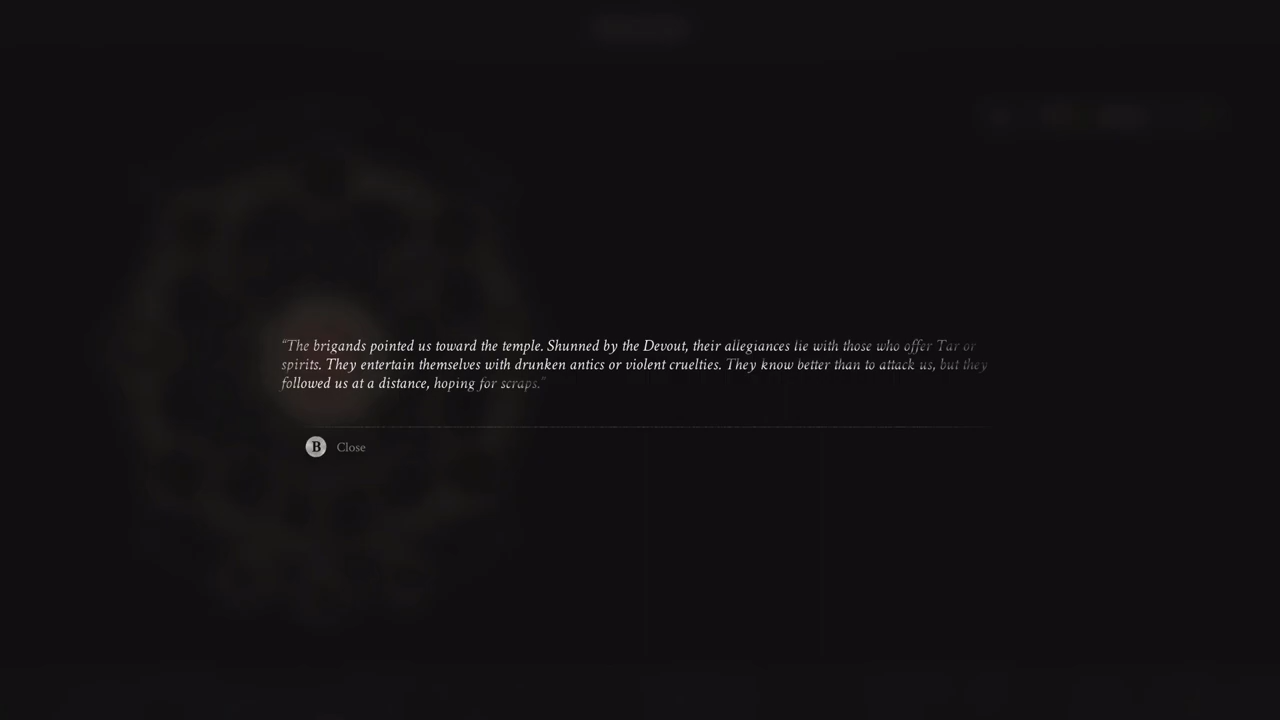 “The brigands pointed us toward the temple. Shunned by the Devout, their allegiances lie with those who offer Tar or
spirits. They entertain themselves with drunken antics or violent cruelties. They know better than to attack us, but they
followed us at a distance, hoping for scraps.”
B Close